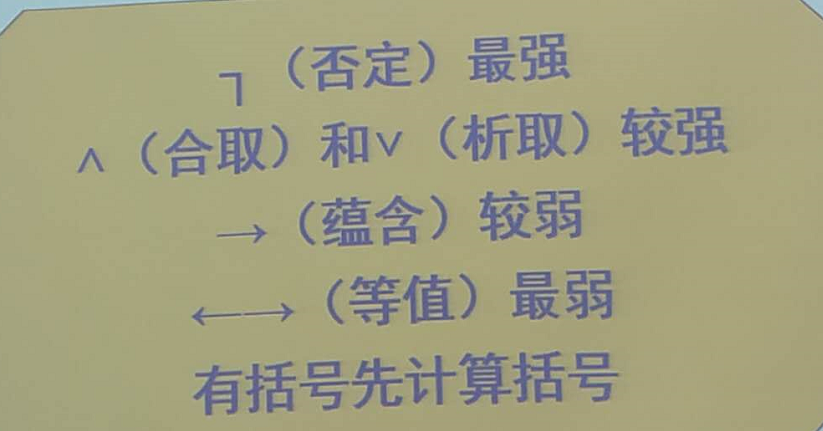 ┐（否定）最强
∧（合取）和∨（析取）较强
→（蕴含）较弱
←→（等值）最弱
有括号先计算括号